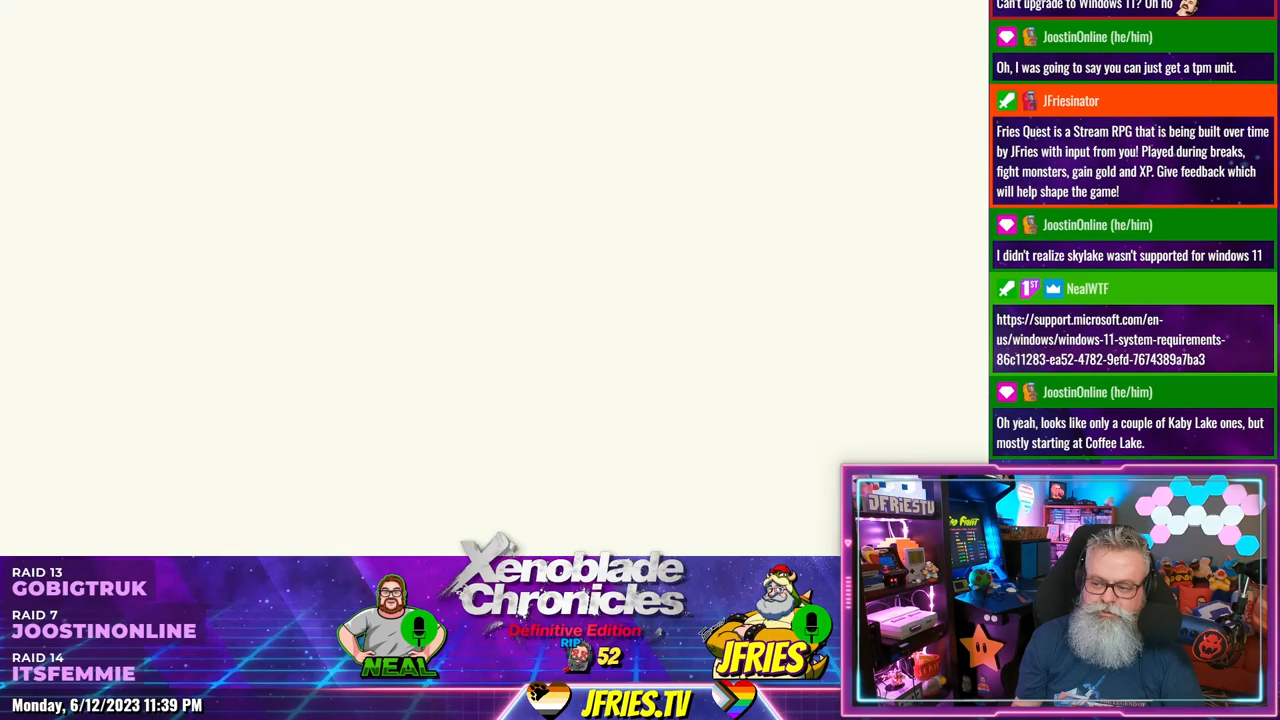 Can't upgrade to Windows 11? Oh no
JoostinOnline (he/him)
Oh, I was going to say you can just get a tpm unit.
JFriesinator
Fries Quest is a Stream RPG that is being built over time
by JFries with input from you! Played during breaks,
fight monsters, gain gold and XP. Give feedback which
will help shape the game!
JoostinOnline (he/him)
I didn't realize skylake wasn't supported for windows 11
1ST NealWTF
https://support.microsoft.com/en-
us/windows/windows-11-system-requirements-
86c11283-ea52-4782-9efd-7674389a7ba3
JoostinOnline (he/him)
Oh yeah, looks like only a couple of Kaby Lake ones, but
mostly starting at Coffee Lake.
JFRIESTV
RAID 13
GOBIGTRUK
RAID 7
JOOSTINONLINE
RAID 14
ITSFEMMIE
Monday, 6/12/2023 11:39 PM
NEAL
Xenoblade
Chronicles
Definitive Edition
RIP
52
JFRIES
JFRIES.TV